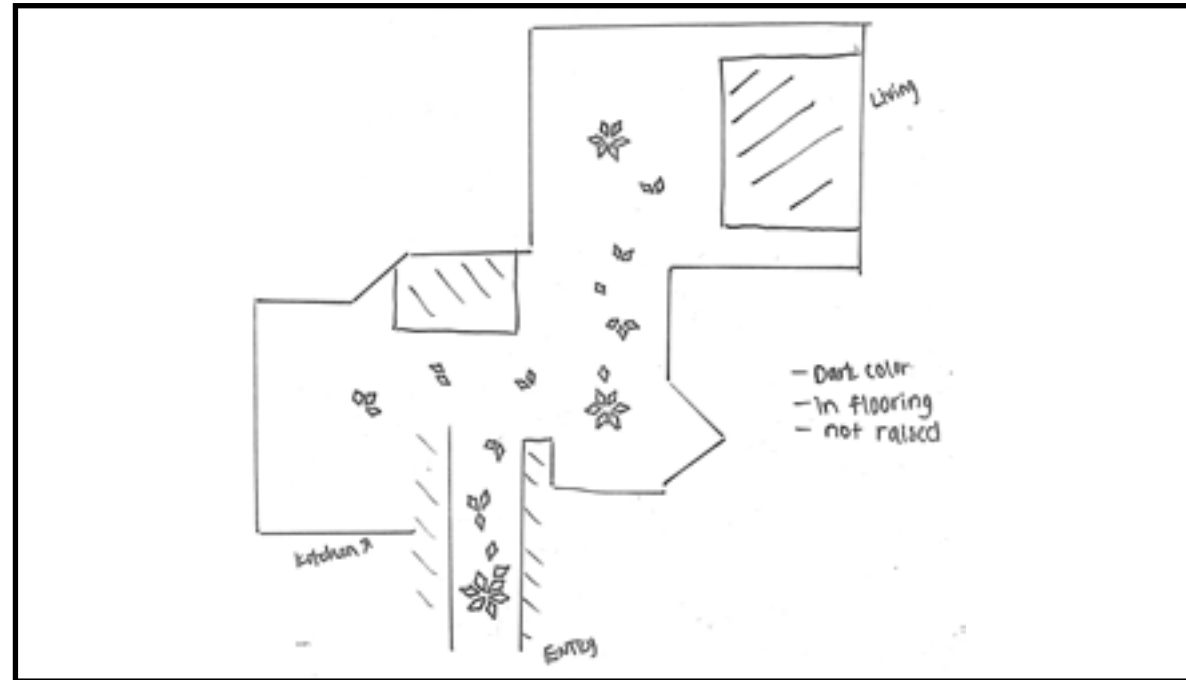 Living
- Dark color
- In flooring
- not raised
Kitchen
Entry